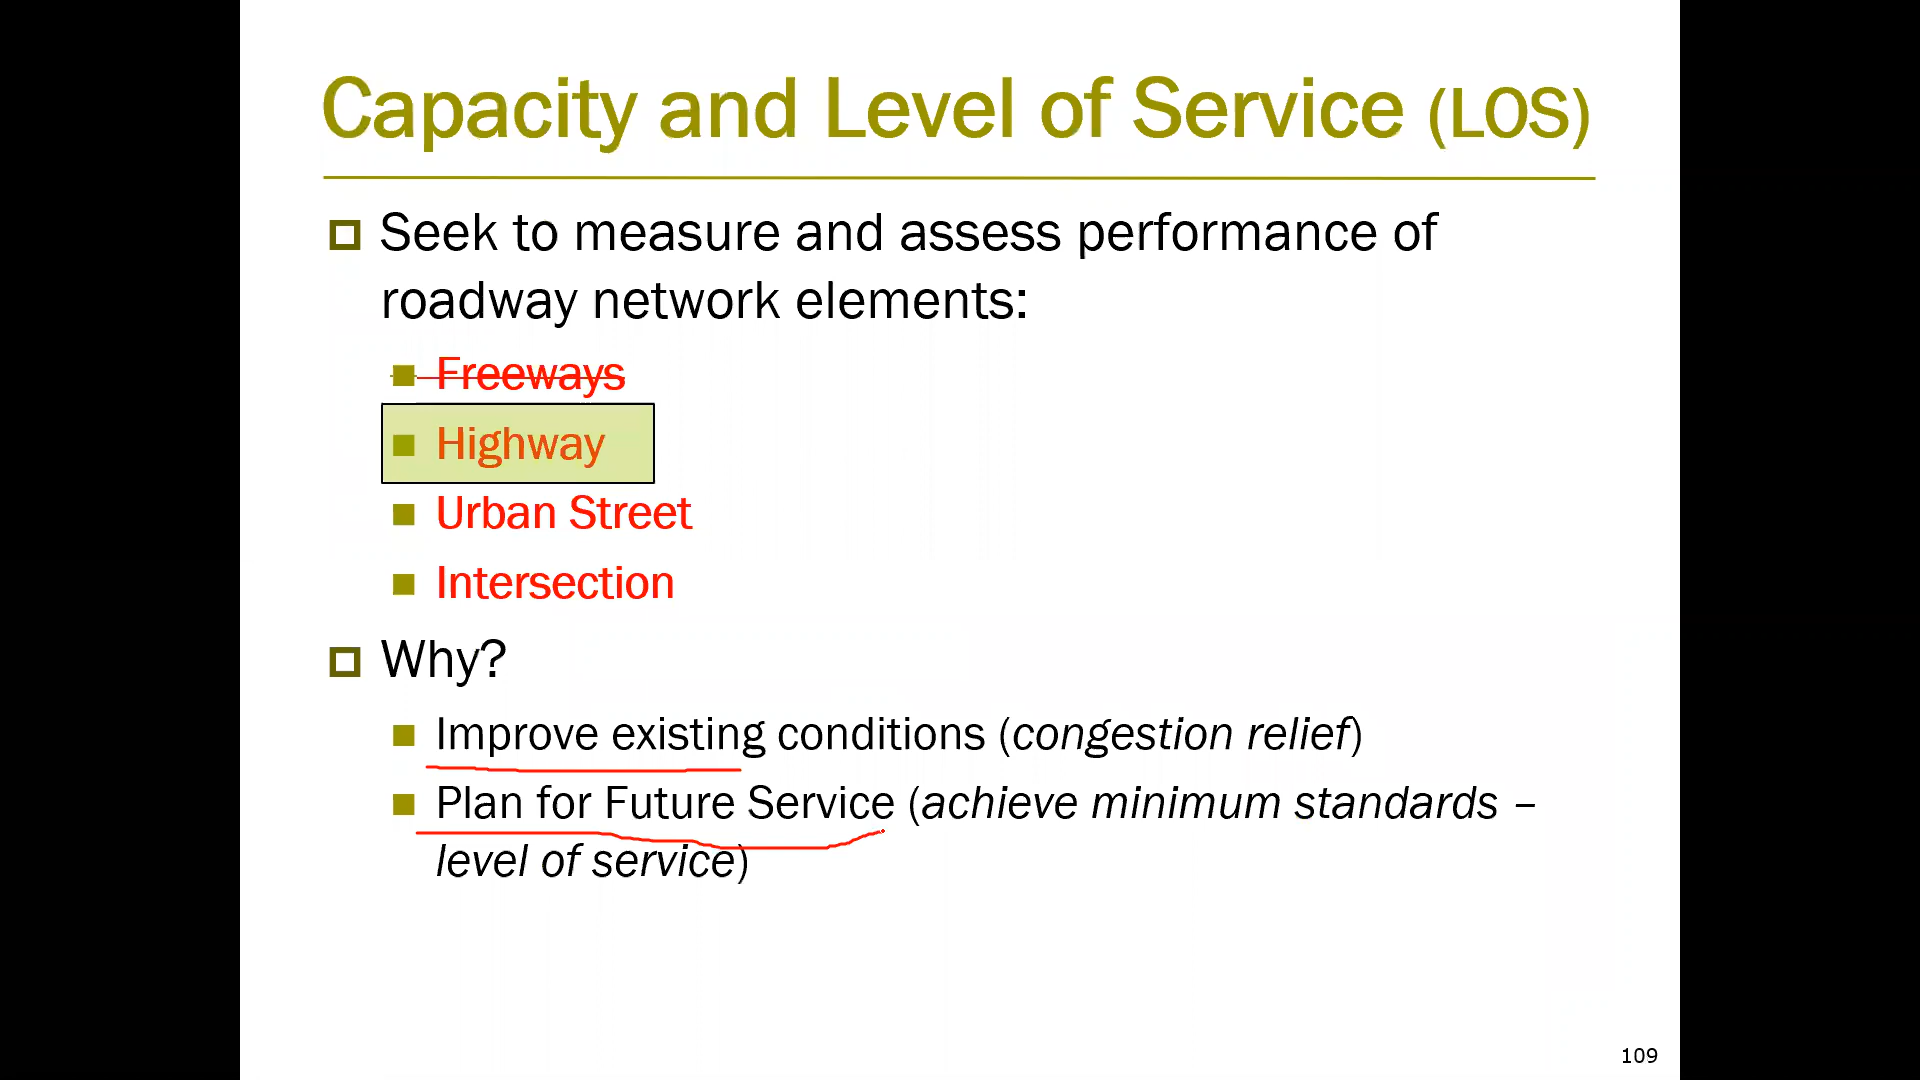 Capacity and Level of Service (LOS)
Seek to measure and assess performance of
roadway network elements:
Freeways
Highway
Urban Street
Intersection
Why?
Improve existing conditions (congestion relief)
Plan for Future Service (achieve minimum standards –
level of service)
109